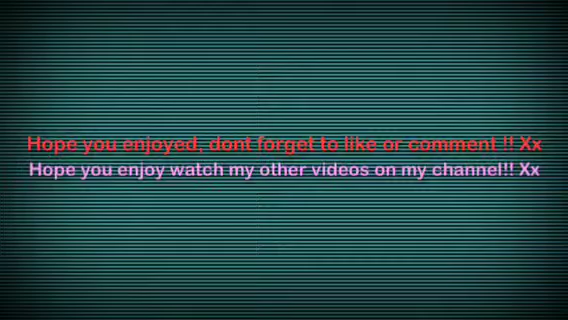 Hope you enjoyed, dont forget to like or comment !! Xx
Hope you enjoy watch my other videos on my channel!! Xx